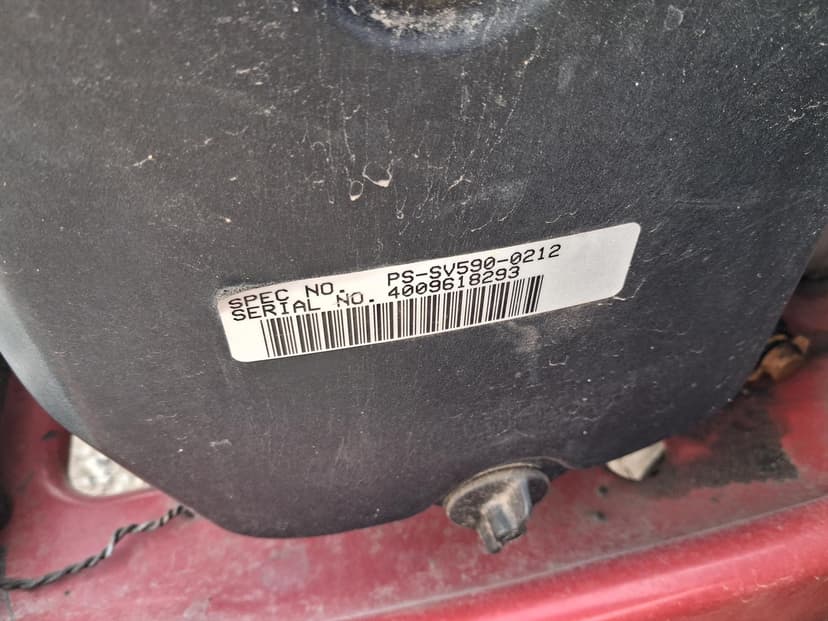 SPEC NO. PS-SV590-0212
SERIAL NO. 4009618293